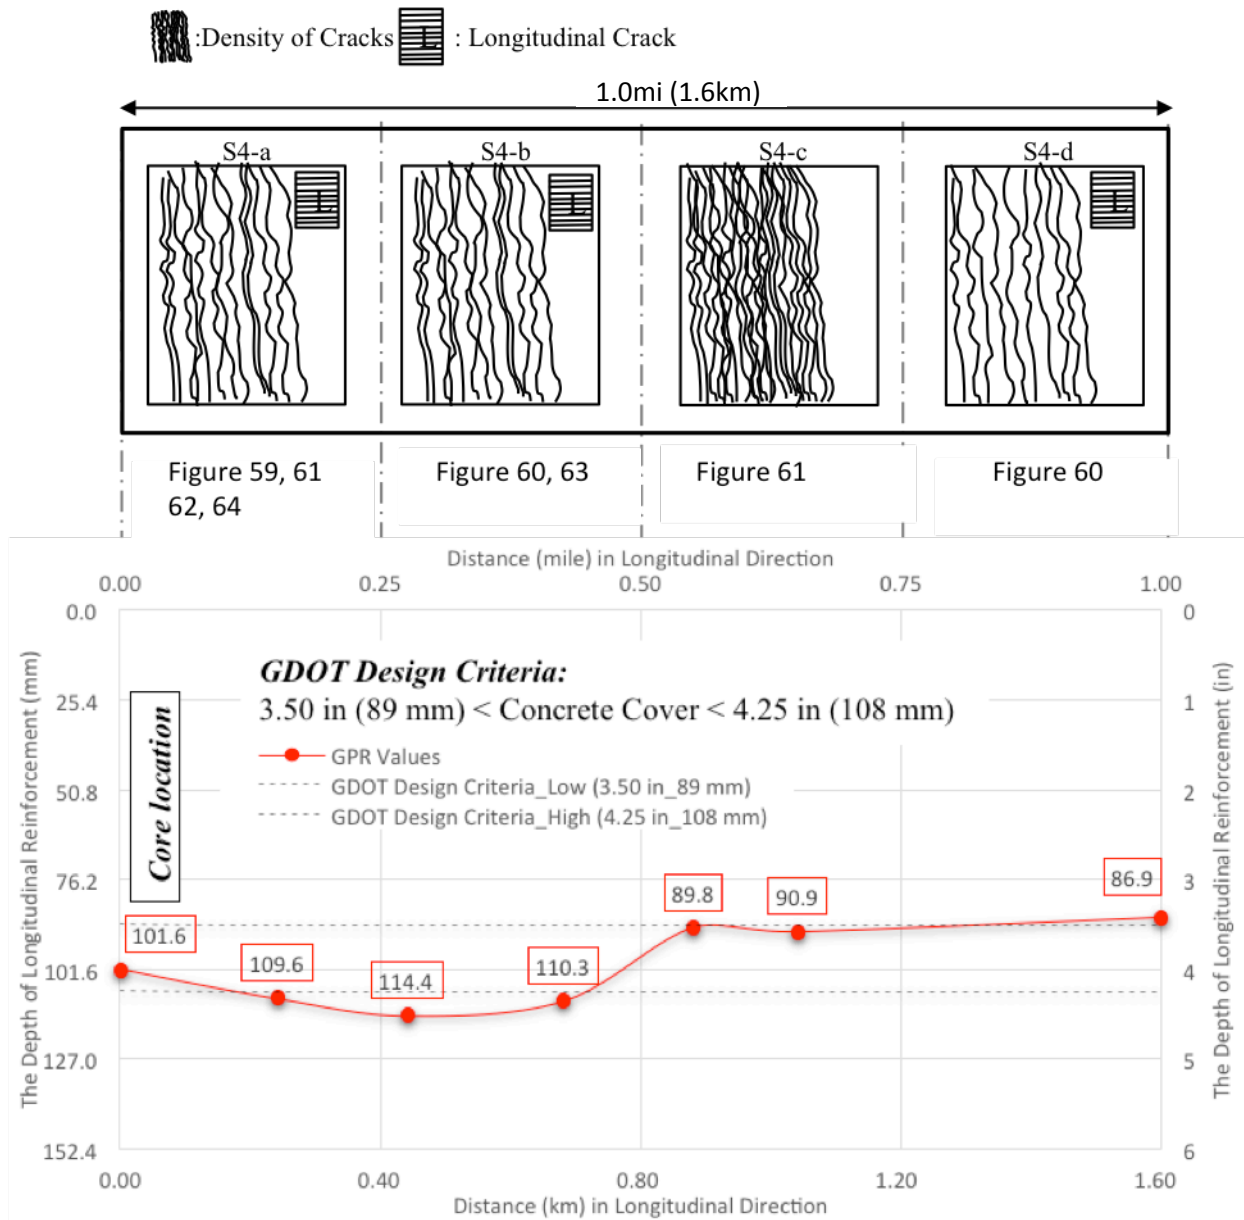 :Density of Cracks L : Longitudinal Crack
1.0mi (1.6km)
S4-a S4-b S4-c S4-d
L L L
Figure 59, 61 Figure 60, 63 Figure 61 Figure 60
62, 64
Distance (mile) in Longitudinal Direction
0.00 0.25 0.50 0.75 1.00
The Depth of Longitudinal Reinforcement (mm)
0.0
25.4
50.8
76.2
101.6
127.0
152.4
GDOT Design Criteria:
3.50 in (89 mm) < Concrete Cover < 4.25 in (108 mm)
GPR Values
GDOT Design Criteria_Low (3.50 in_89 mm)
GDOT Design Criteria_High (4.25 in_108 mm)
Core location
101.6
109.6
114.4
110.3
89.8
90.9
86.9
0
1
2
3
4
5
6
The Depth of Longitudinal Reinforcement (in)
0.00 0.40 0.80 1.20 1.60
Distance (km) in Longitudinal Direction